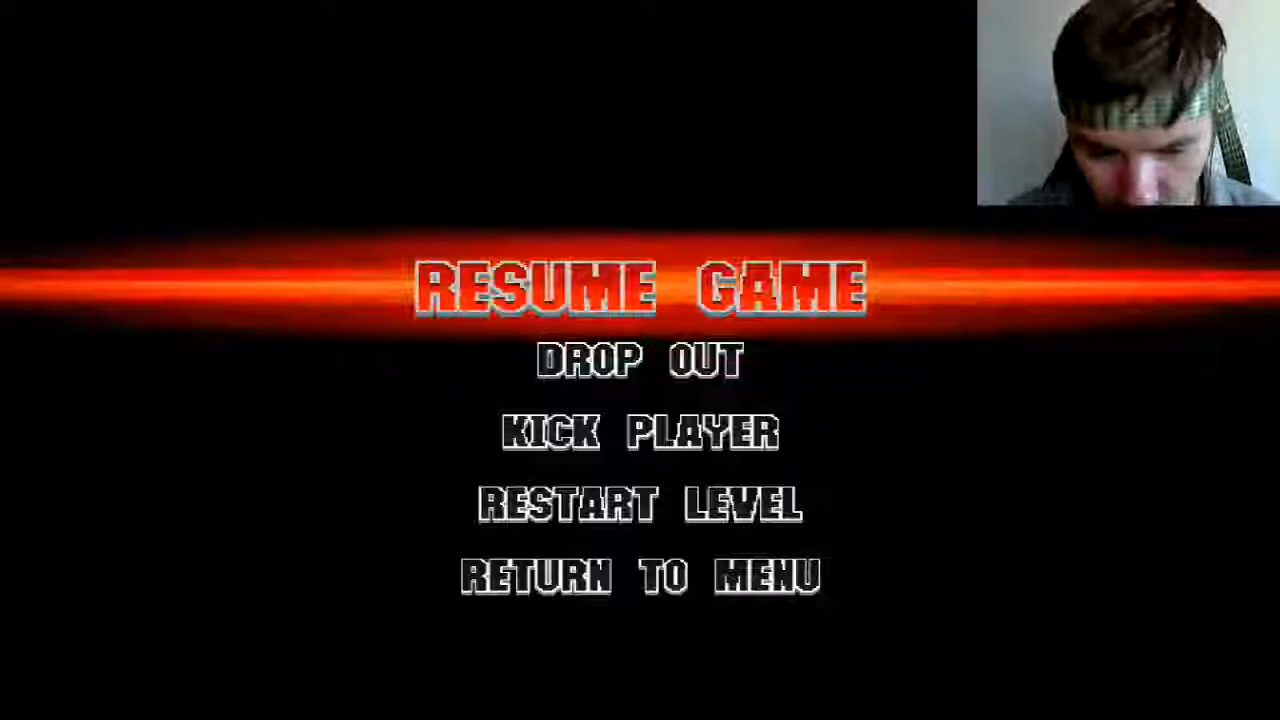 RESUME GAME
DROP OUT
KICK PLAYER
RESTART LEVEL
RETURN TO MENU